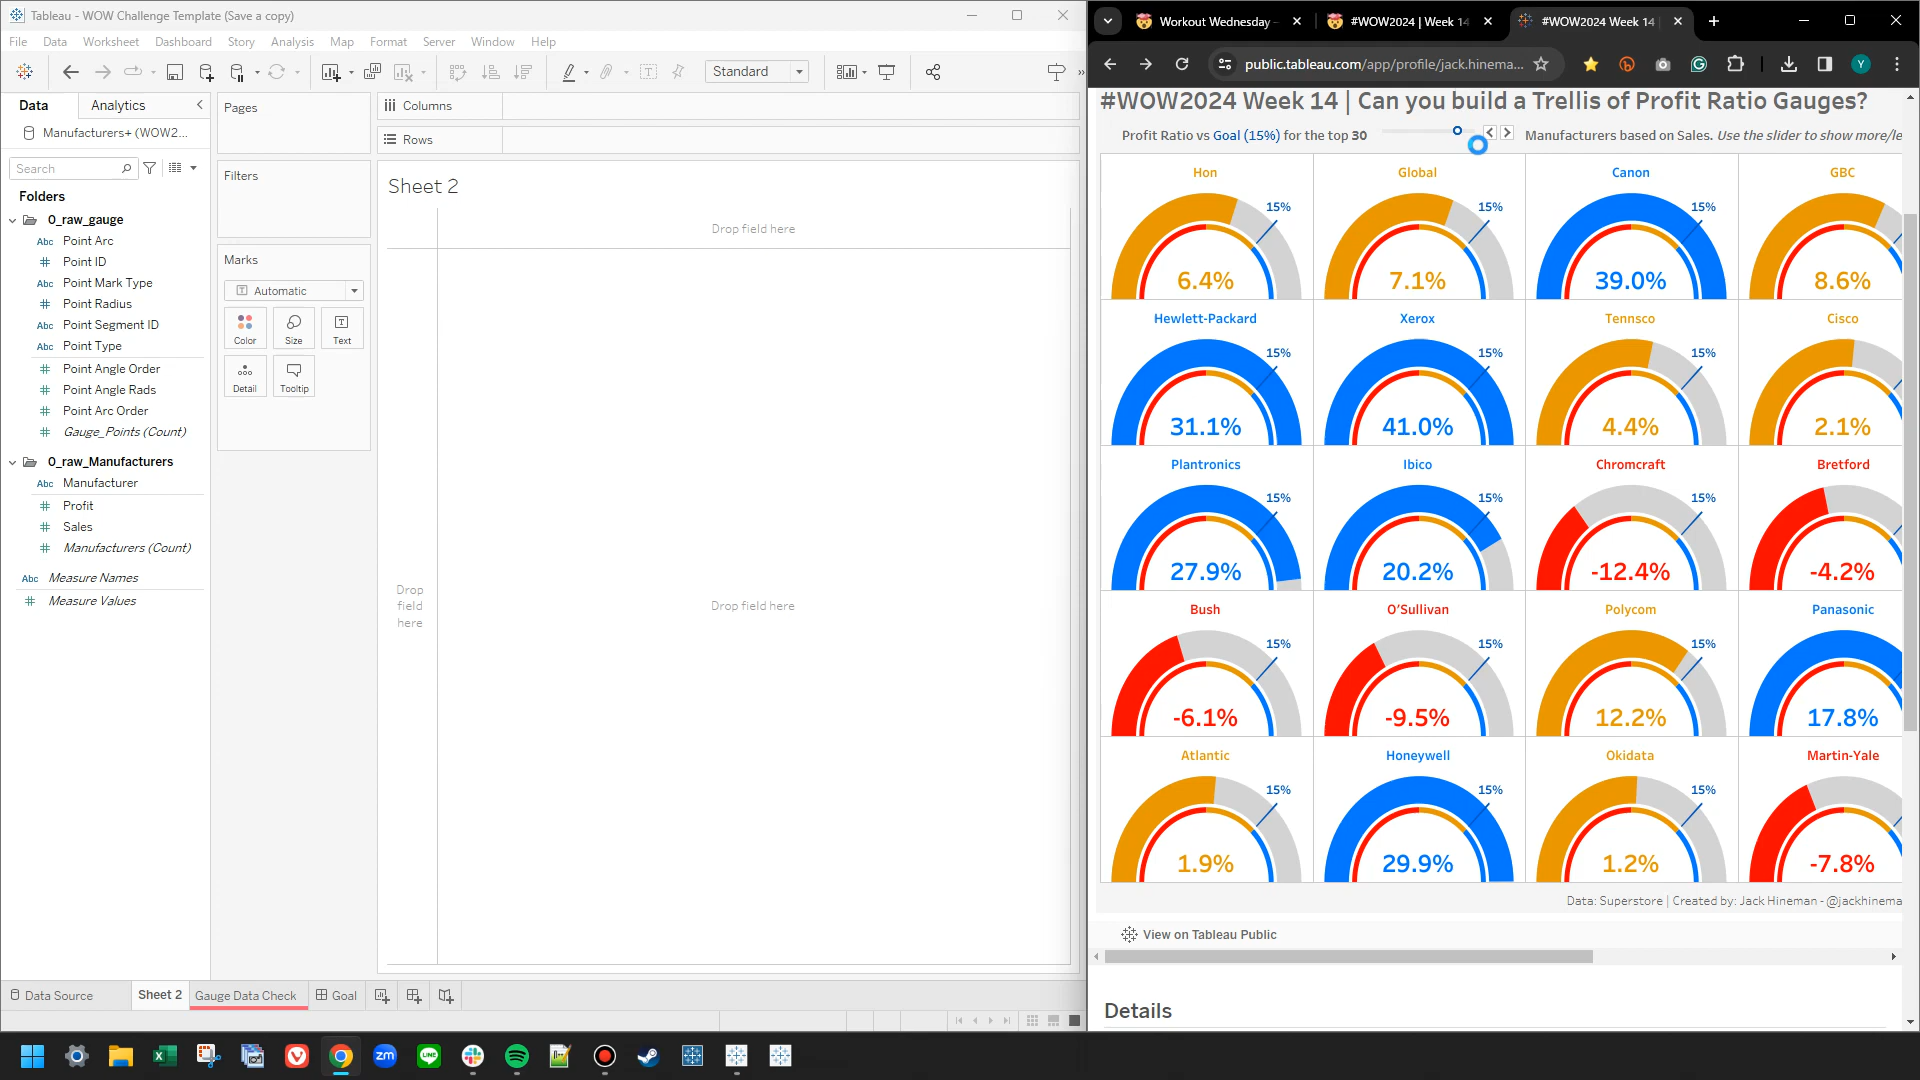 Tableau - WOW Challenge Template (Save a copy)
File Data Worksheet Dashboard Story Analysis Map Format Server Window Help
Standard
Data Analytics
Manufacturers+ (WOW2...
Search
Folders
0_raw_gauge
Abc Point Arc
Point ID
Abc Point Mark Type
Point Radius
Abc Point Segment ID
Abc Point Type
Point Angle Order
Point Angle Rads
Point Arc Order
Gauge_Points (Count)
0_raw_Manufacturers
Abc Manufacturer
Profit
Sales
Manufacturers (Count)
Abc Measure Names
Measure Values
Pages
Filters
Marks
Automatic
Color Size Text
Detail Tooltip
Columns
Rows
Sheet 2
Drop field here
Drop
field
here
Drop field here
Data Source Sheet 2 Gauge Data Check Goal
Workout Wednesday #WOW2024 | Week 14 #WOW2024 Week 14 |
public.tableau.com/app/profile/jack.hinema...
Y
#WOW2024 Week 14 | Can you build a Trellis of Profit Ratio Gauges?
Profit Ratio vs Goal (15%) for the top 30 Manufacturers based on Sales. Use the slider to show more/le
Hon Global Canon GBC
15% 15% 15%
6.4% 7.1% 39.0% 8.6%
Hewlett-Packard Xerox Tennsco Cisco
15% 15% 15%
31.1% 41.0% 4.4% 2.1%
Plantronics Ibico Chromcraft Bretford
15% 15% 15%
27.9% 20.2% -12.4% -4.2%
Bush O'Sullivan Polycom Panasonic
15% 15% 15%
-6.1% -9.5% 12.2% 17.8%
Atlantic Honeywell Okidata Martin-Yale
15% 15% 15%
1.9% 29.9% 1.2% -7.8%
Data: Superstore | Created by: Jack Hineman - @jackhinema
View on Tableau Public
Details
zm
LINE